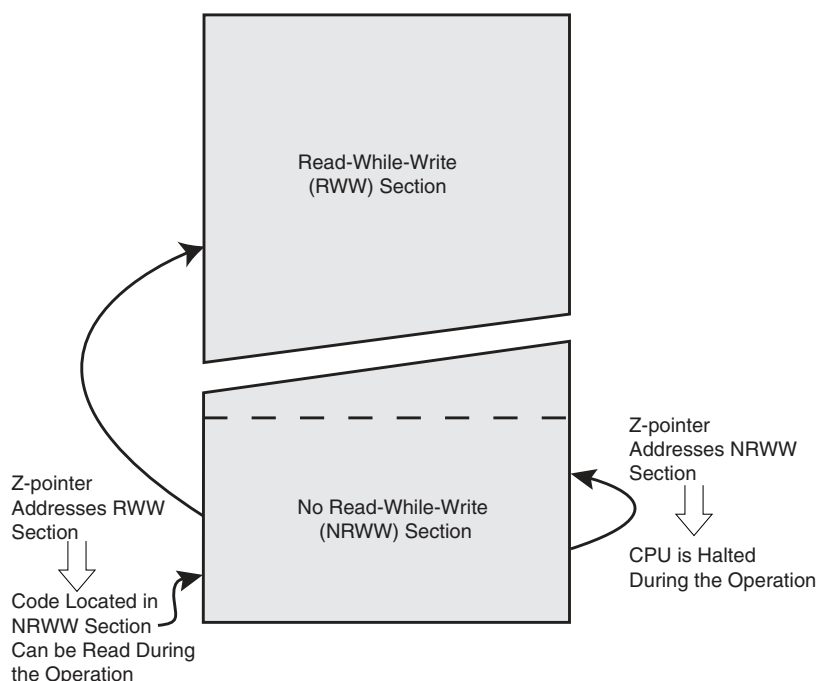 Read-While-Write
(RWW) Section
Z-pointer
Addresses NRWW
Section
Z-pointer
Addresses RWW
Section
No Read-While-Write
(NRWW) Section
CPU is Halted
During the Operation
Code Located in
NRWW Section
Can be Read During
the Operation